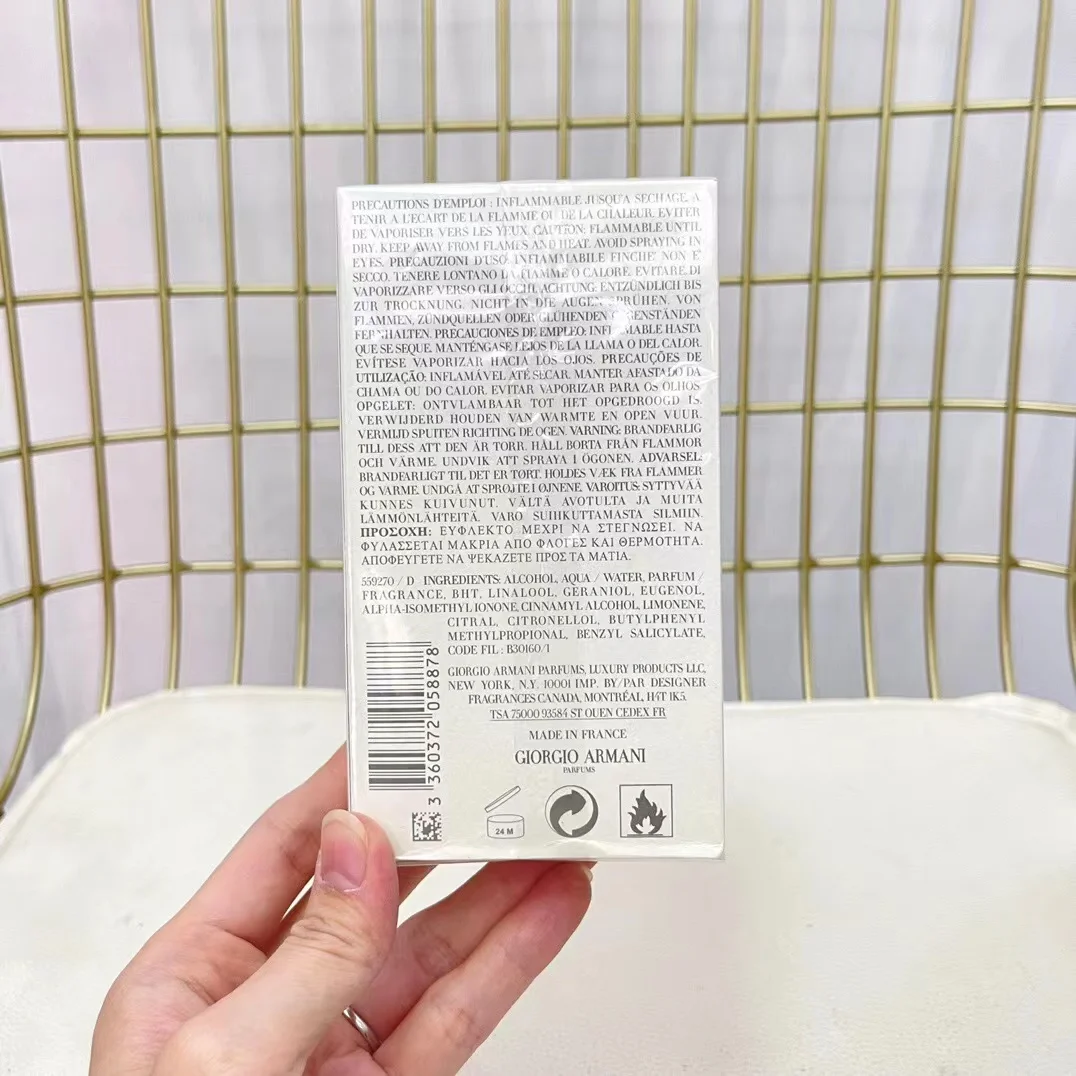 PRECAUTIONS D'EMPLOI : INFLAMMABLE JUSQU'A SECHAGE. A
TENIR A L'ECART DE LA FLAMME OU DE LA CHALEUR. EVITER
DE VAPORISER VERS LES YEUX. CAUTION: FLAMMABLE UNTIL
DRY. KEEP AWAY FROM FLAMES AND HEAT. AVOID SPRAYING IN
EYES. PRECAUZIONI D'USO: INFLAMMABILE FINCHE' NON E'
SECCO. TENERE LONTANO LA FIAMME O CALORE. EVITARE DI
VAPORIZZARE VERSO GLI OCCHI. ACHTUNG: ENTZÜNDLICH BIS
ZUR TROCKNUNG. NICHT IN DIE AUGEN SPRÜHEN. VON
FLAMMEN, ZÜNDQUELLEN ODER GLÜHENDEN GEGENSTÄNDEN
FERNHALTEN. PRECAUCIONES DE EMPLEO: INFLAMABLE HASTA
QUE SE SEQUE. MANTÉNGASE LEJOS DE LA LLAMA O DEL CALOR.
EVÍTESE VAPORIZAR HACIA LOS OJOS. PRECAUÇÕES DE
UTILIZAÇÃO: INFLAMÁVEL ATÉ SECAR. MANTER AFASTADO DA
CHAMA OU DO CALOR. EVITAR VAPORIZAR PARA OS OLHOS
OPGELET: ONTVLAMBAAR TOT HET OPGEDROOGD IS.
VERWIJDERD HOUDEN VAN WARMTE EN OPEN VUUR.
VERMIJD SPUITEN RICHTING DE OGEN. VARNING: BRANDFARLIG
TILL DESS ATT DEN ÄR TORR. HÅLL BORTA FRÅN FLAMMOR
OCH VÄRME. UNDVIK ATT SPRAYA I ÖGONEN. ADVARSEL:
BRANDFARLIGT TIL DET ER TØRT. HOLDES VÆK FRA FLAMMER
OG VARME. UNDGÅ AT SPRØJTE I ØJNENE. VAROITUS: SYTTYVÄÄ
KUNNES KUIVUNUT. VÄLTÄ AVOTULTA JA MUITA
LÄMMÖNLÄHTEITÄ. VARO SUIHKUTTAMASTA SILMIIN.
ΠΡΟΣΟΧΗ: ΕΥΦΛΕΚΤΟ ΜΕΧΡΙ ΝΑ ΣΤΕΓΝΩΣΕΙ. ΝΑ
ΦΥΛΑΣΣΕΤΑΙ ΜΑΚΡΙΑ ΑΠΟ ΦΛΟΓΕΣ ΚΑΙ ΘΕΡΜΟΤΗΤΑ.
ΑΠΟΦΕΥΓΕΤΕ ΝΑ ΨΕΚΑΖΕΤΕ ΠΡΟΣ ΤΑ ΜΑΤΙΑ.
559270 / D INGREDIENTS: ALCOHOL, AQUA / WATER, PARFUM /
FRAGRANCE, BHT, LINALOOL, GERANIOL, EUGENOL,
ALPHA-ISOMETHYL IONONE, CINNAMYL ALCOHOL, LIMONENE,
CITRAL, CITRONELLOL, BUTYLPHENYL
METHYLPROPIONAL, BENZYL SALICYLATE,
CODE FIL : B30160/1
GIORGIO ARMANI PARFUMS, LUXURY PRODUCTS LLC,
NEW YORK, N.Y. 10001 IMP. BY/PAR DESIGNER
FRAGRANCES CANADA, MONTRÉAL, H4T 1K5.
TSA 75000 93584 ST OUEN CEDEX FR
MADE IN FRANCE
GIORGIO ARMANI
PARFUMS
3 360372 058878
24 M